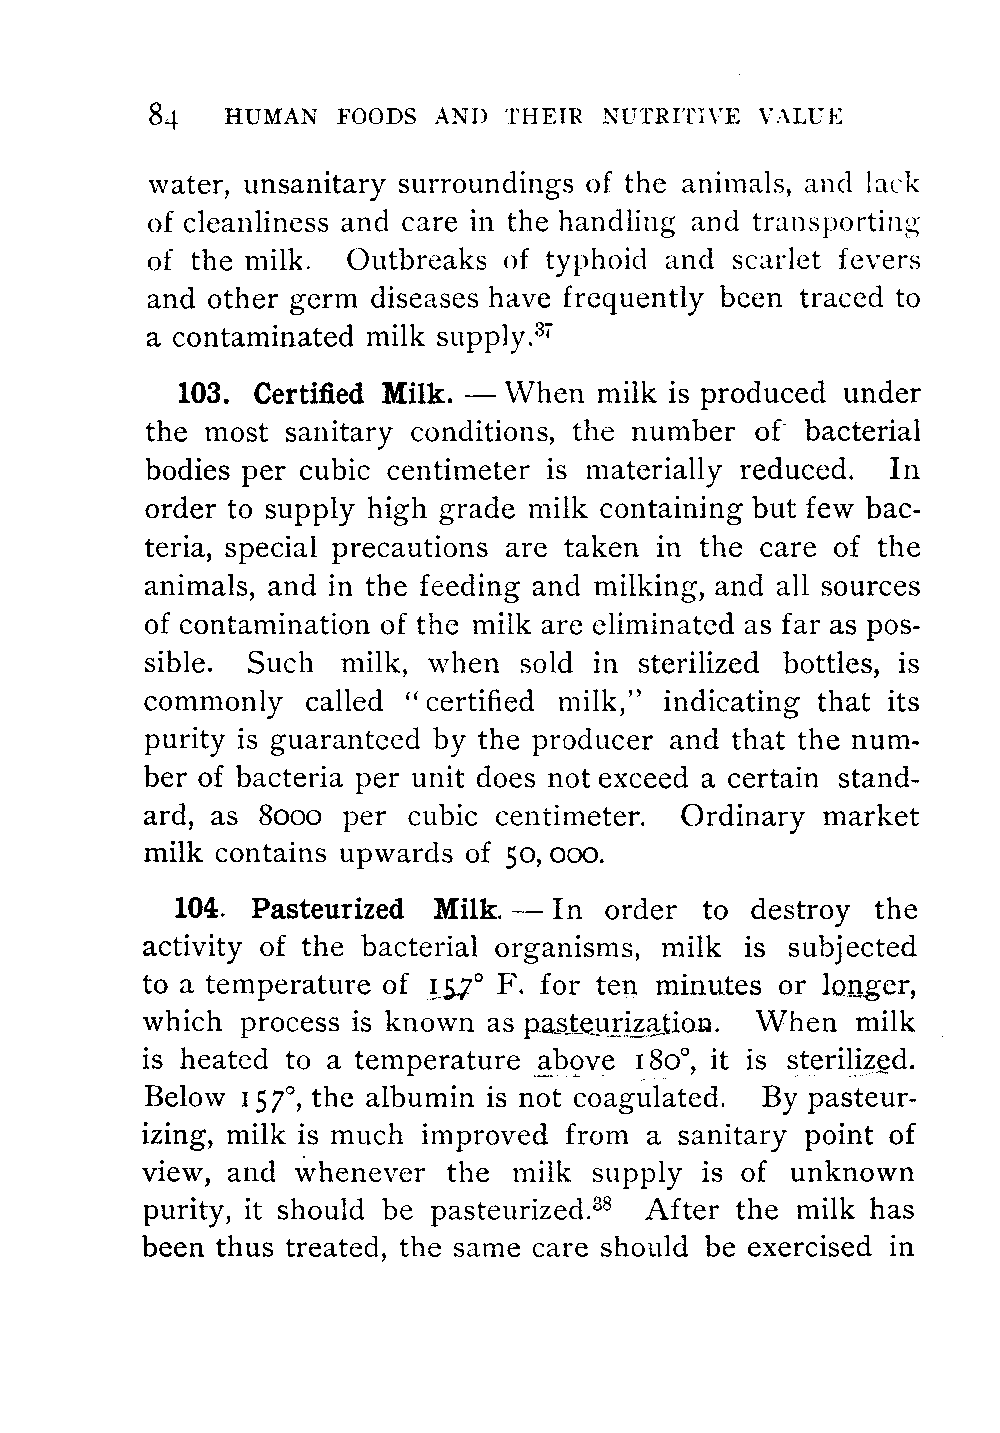 84 HUMAN FOODS AND THEIR NUTRITIVE VALUE
water, unsanitary surroundings of the animals, and lack
of cleanliness and care in the handling and transporting
of the milk. Outbreaks of typhoid and scarlet fevers
and other germ diseases have frequently been traced to
a contaminated milk supply.³⁷
103. Certified Milk. — When milk is produced under
the most sanitary conditions, the number of bacterial
bodies per cubic centimeter is materially reduced. In
order to supply high grade milk containing but few bac-
teria, special precautions are taken in the care of the
animals, and in the feeding and milking, and all sources
of contamination of the milk are eliminated as far as pos-
sible. Such milk, when sold in sterilized bottles, is
commonly called “certified milk,” indicating that its
purity is guaranteed by the producer and that the num-
ber of bacteria per unit does not exceed a certain stand-
ard, as 8000 per cubic centimeter. Ordinary market
milk contains upwards of 50,000.
104. Pasteurized Milk. — In order to destroy the
activity of the bacterial organisms, milk is subjected
to a temperature of 157° F. for ten minutes or longer,
which process is known as pasteurization. When milk
is heated to a temperature above 180°, it is sterilized.
Below 157°, the albumin is not coagulated. By pasteur-
izing, milk is much improved from a sanitary point of
view, and whenever the milk supply is of unknown
purity, it should be pasteurized.³⁸ After the milk has
been thus treated, the same care should be exercised in